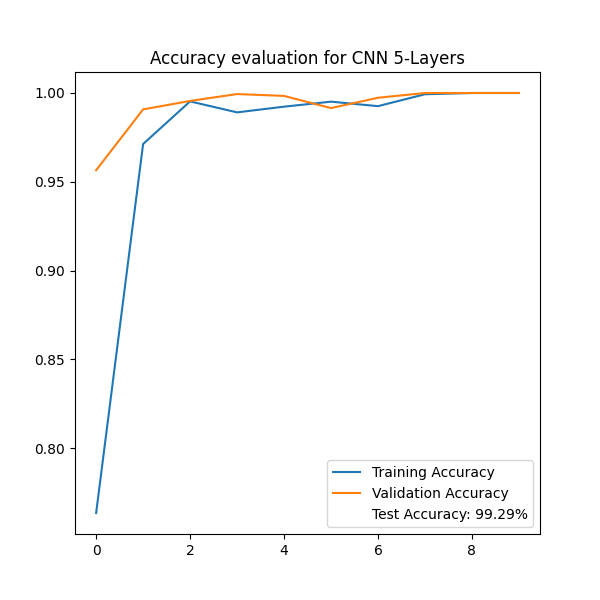 Accuracy evaluation for CNN 5-Layers
1.00
0.95
0.90
0.85
0.80
Training Accuracy
Validation Accuracy
Test Accuracy: 99.29%
0 2 4 6 8